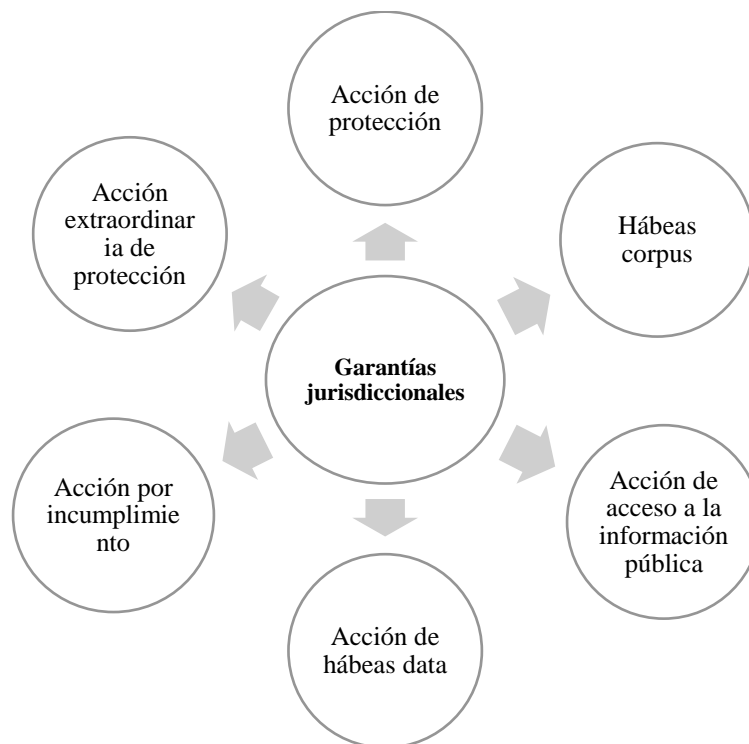 Acción de
protección
Acción
extraordinar
ia de
protección
Hábeas
corpus
Garantías
jurisdiccionales
Acción por
incumplimie
nto
Acción de
acceso a la
información
pública
Acción de
hábeas data